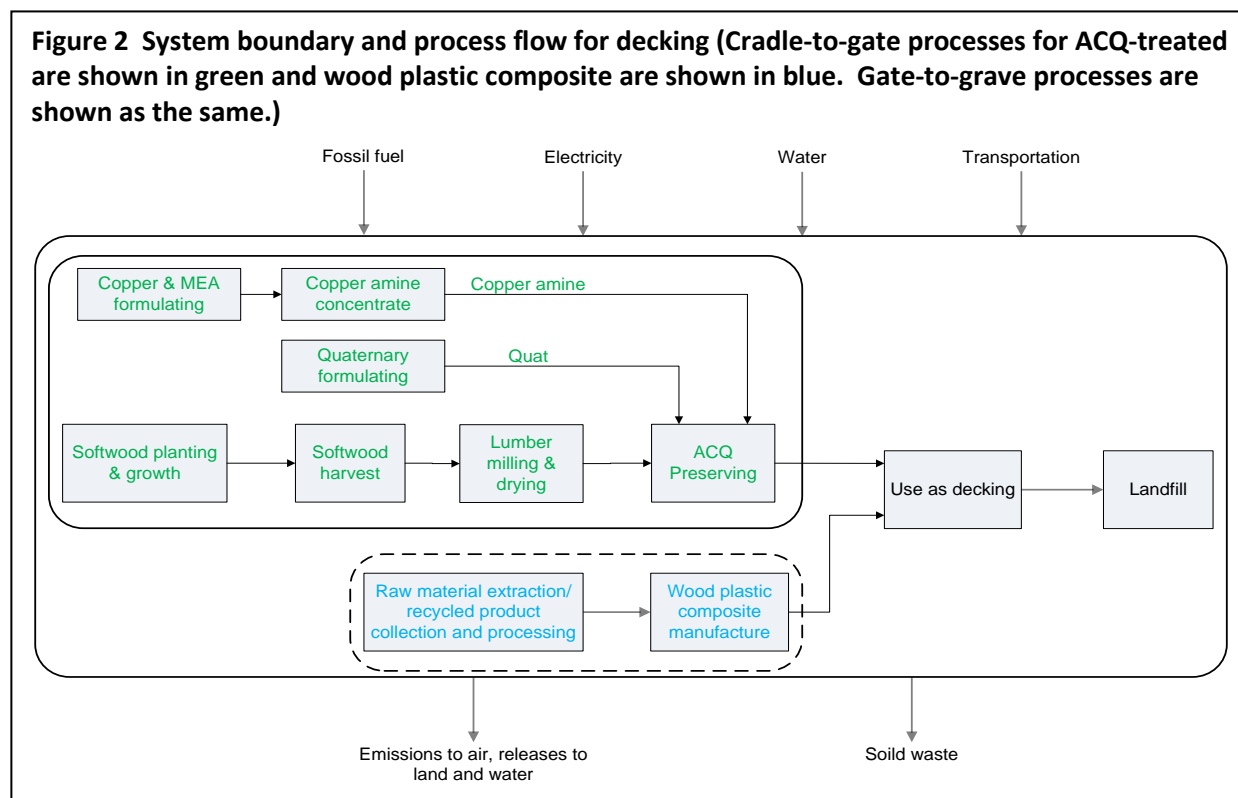 Figure 2  System boundary and process flow for decking (Cradle-to-gate processes for ACQ-treated
are shown in green and wood plastic composite are shown in blue.  Gate-to-grave processes are
shown as the same.)
Fossil fuel
Electricity
Water
Transportation
Copper & MEA
formulating
Copper amine
concentrate
Copper amine
Quaternary
formulating
Quat
Softwood planting
& growth
Softwood
harvest
Lumber
milling &
drying
ACQ
Preserving
Use as decking
Landfill
Raw material extraction/
recycled product
collection and processing
Wood plastic
composite
manufacture
Emissions to air, releases to
land and water
Soild waste